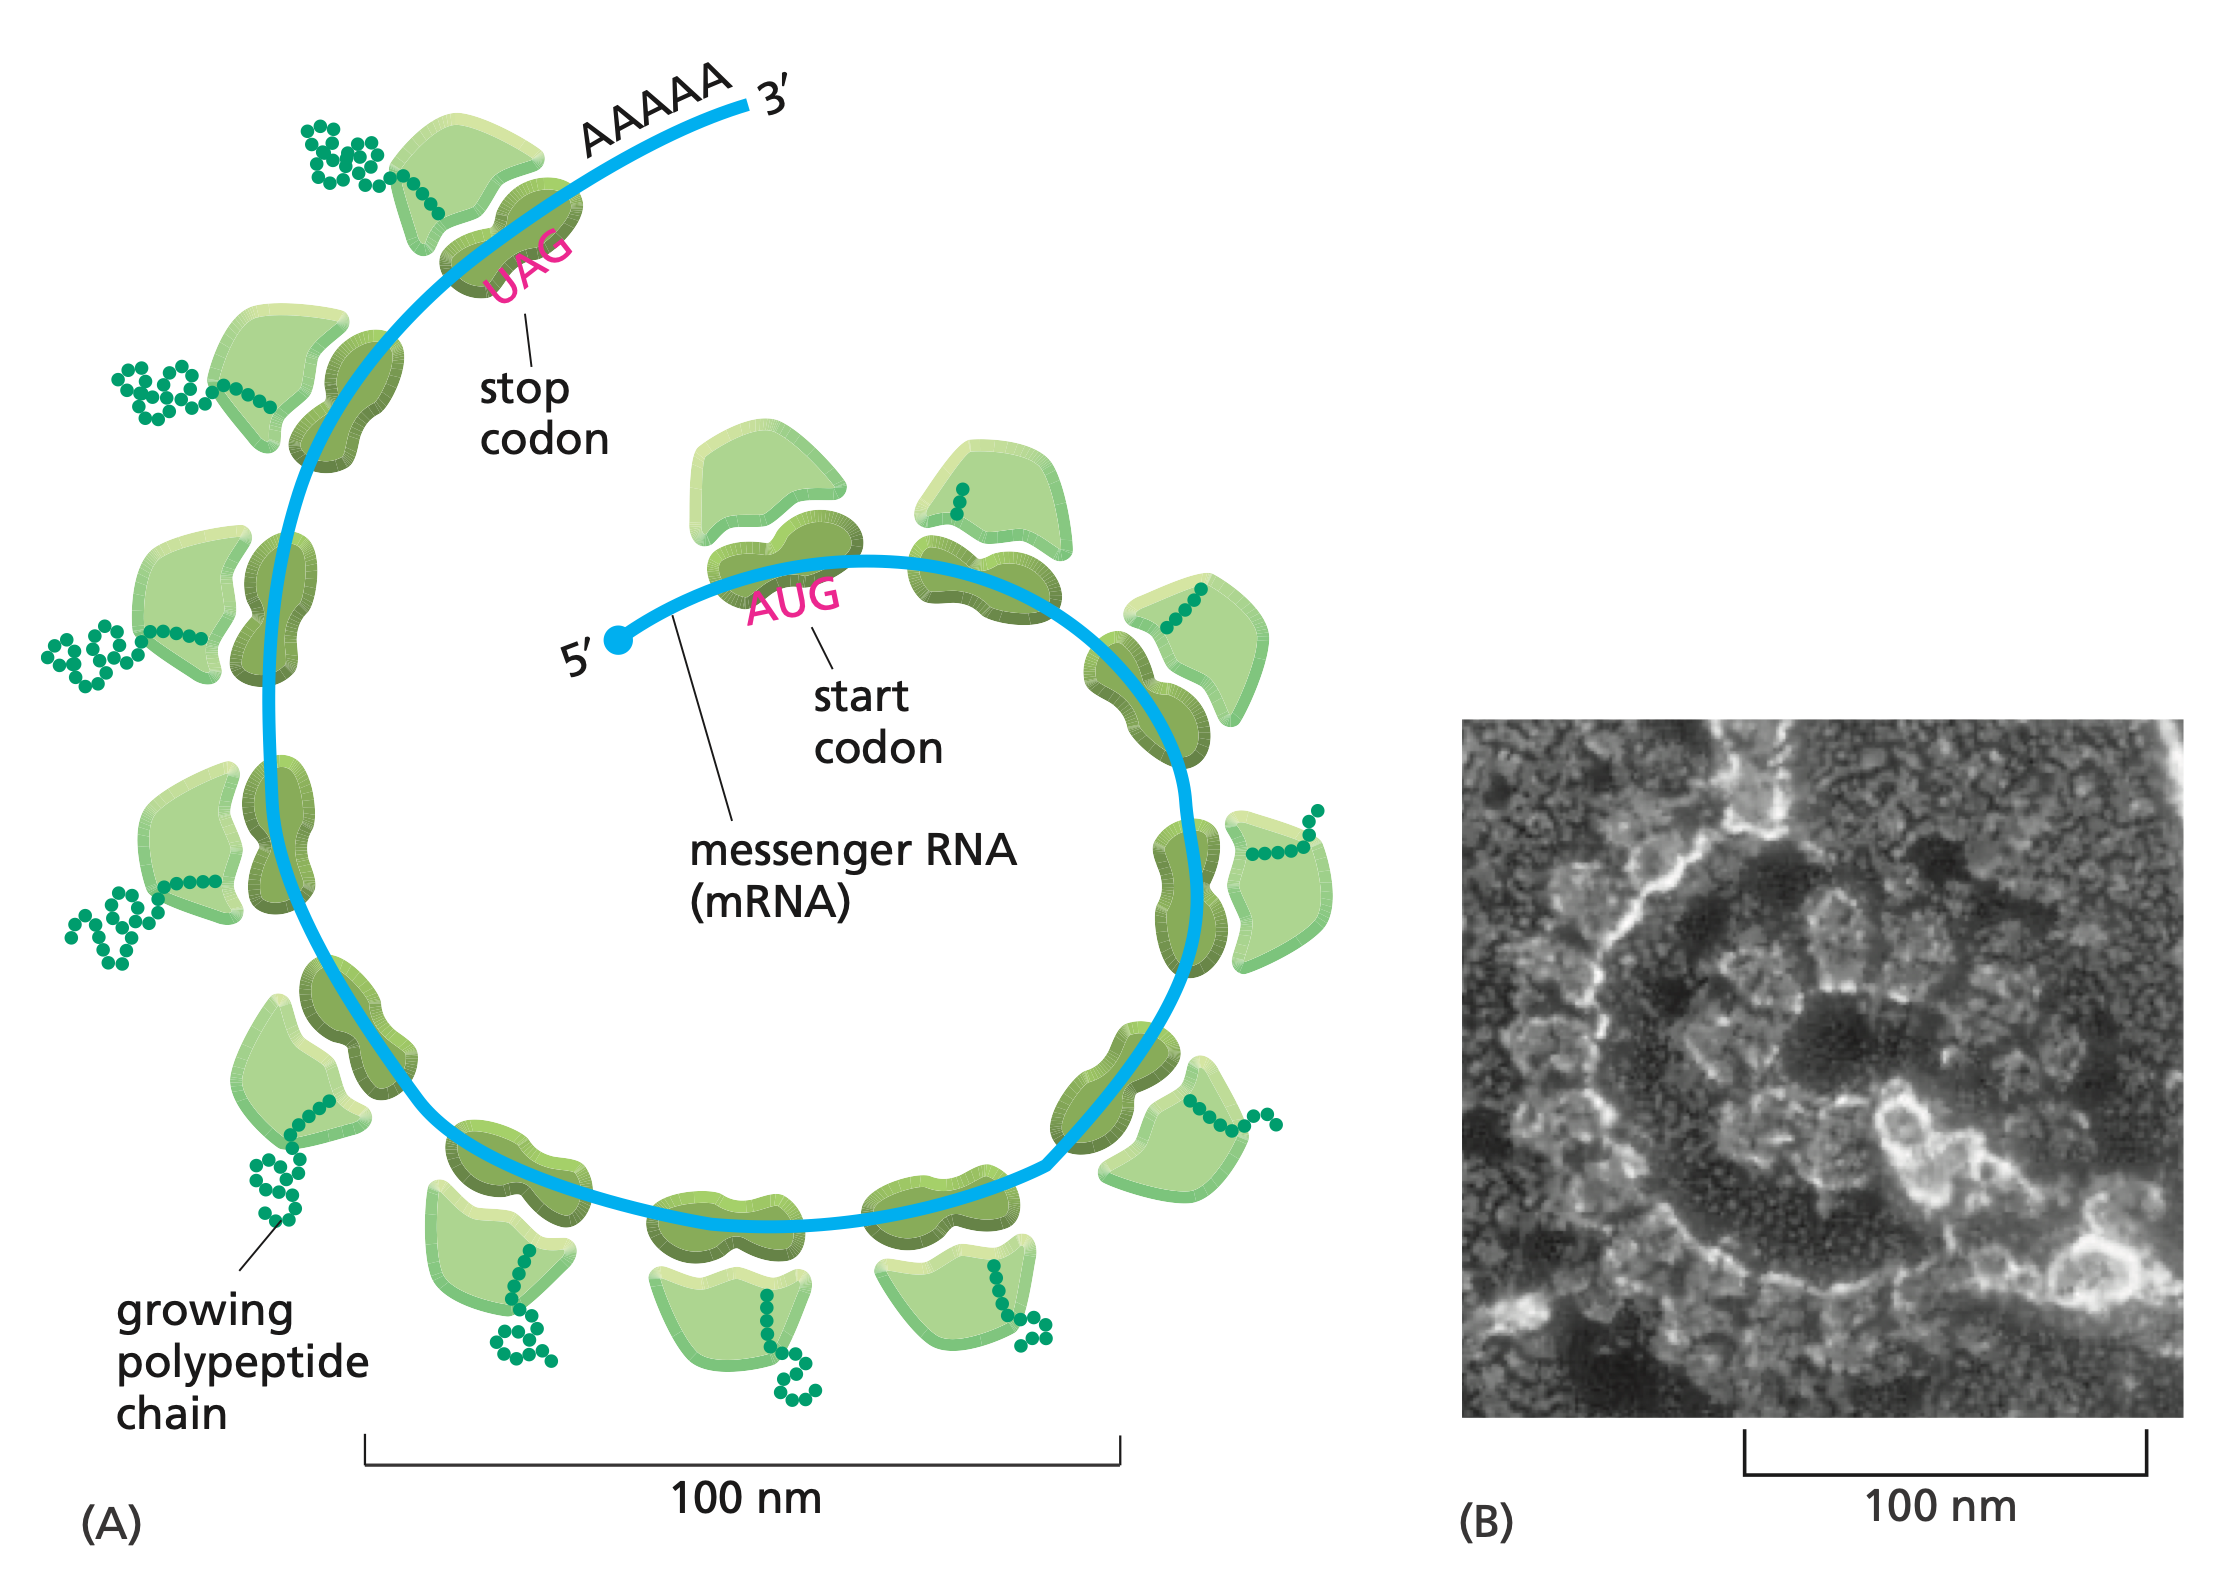 AAAAA 3′
UAG
stop
codon
AUG
5′
start
codon
messenger RNA
(mRNA)
growing
polypeptide
chain
100 nm
(A)
100 nm
(B)